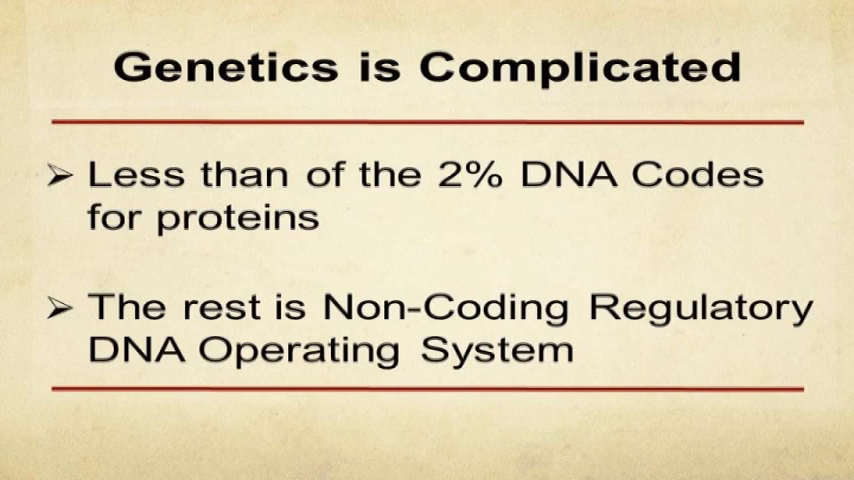 Genetics is Complicated
Less than of the 2% DNA Codes
for proteins
The rest is Non-Coding Regulatory
DNA Operating System